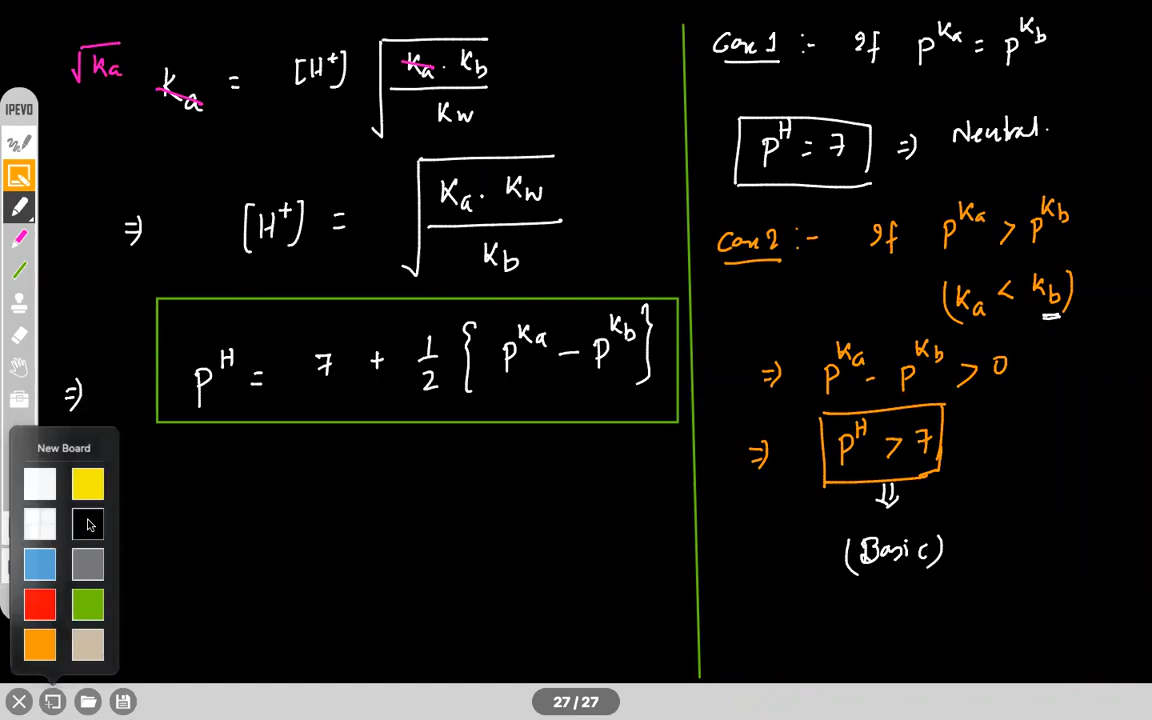 √Ka
Ka = [H⁺] √(Ka · Kb / Kw)
⇒ [H⁺] = √(Ka · Kw / Kb)
⇒ pᴴ = 7 + 1/2 { pᴷᵃ − pᴷᵇ }
Case 1 :- If pᴷᵃ = pᴷᵇ
pᴴ = 7 ⇒ Neutral.
Case 2 :- If pᴷᵃ > pᴷᵇ
(Ka < Kb)
⇒ pᴷᵃ - pᴷᵇ > 0
⇒ pᴴ > 7
⇓
(Basic)
IPEVO
New Board
27 / 27